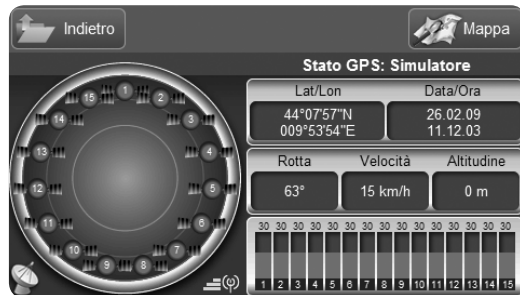 Indietro
Mappa
Stato GPS: Simulatore
Lat/Lon
Data/Ora
44°07'57"N
009°53'54"E
26.02.09
11.12.03
Rotta
Velocità
Altitudine
63°
15 km/h
0 m
30 30 30 30 30 30 30 30 30 30 30 30 30 30 30
1 2 3 4 5 6 7 8 9 10 11 12 13 14 15
1
2
3
4
5
6
7
8
9
10
11
12
13
14
15